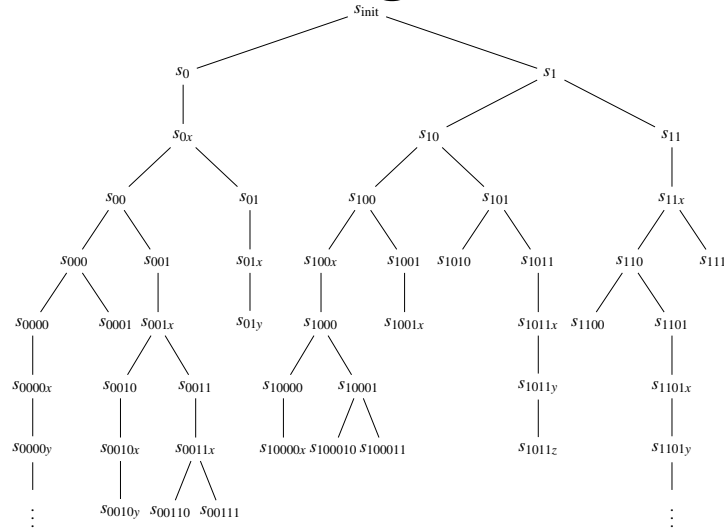 s_init
s_0 s_1
s_0x s_10 s_11
s_00 s_01 s_100 s_101 s_11x
s_000 s_001 s_01x s_100x s_1001 s_1010 s_1011 s_110 s_111
s_0000 s_0001 s_001x s_01y s_1000 s_1001x s_1011x s_1100 s_1101
s_0000x s_0010 s_0011 s_10000 s_10001 s_1011y s_1101x
s_0000y s_0010x s_0011x s_10000x s_100010 s_100011 s_1011z s_1101y
⋮ s_0010y s_00110 s_00111 ⋮